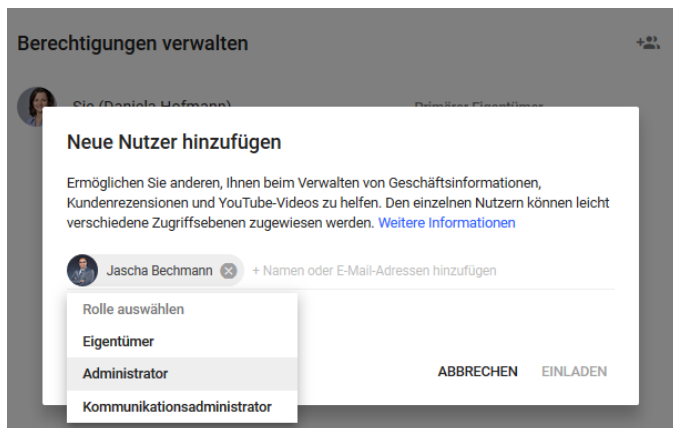 Berechtigungen verwalten
Sie (Daniela Hofmann) Primärer Eigentümer
Neue Nutzer hinzufügen
Ermöglichen Sie anderen, Ihnen beim Verwalten von Geschäftsinformationen,
Kundenrezensionen und YouTube-Videos zu helfen. Den einzelnen Nutzern können leicht
verschiedene Zugriffsebenen zugewiesen werden. Weitere Informationen
Jascha Bechmann + Namen oder E-Mail-Adressen hinzufügen
Rolle auswählen
Eigentümer
Administrator
Kommunikationsadministrator
ABBRECHEN EINLADEN